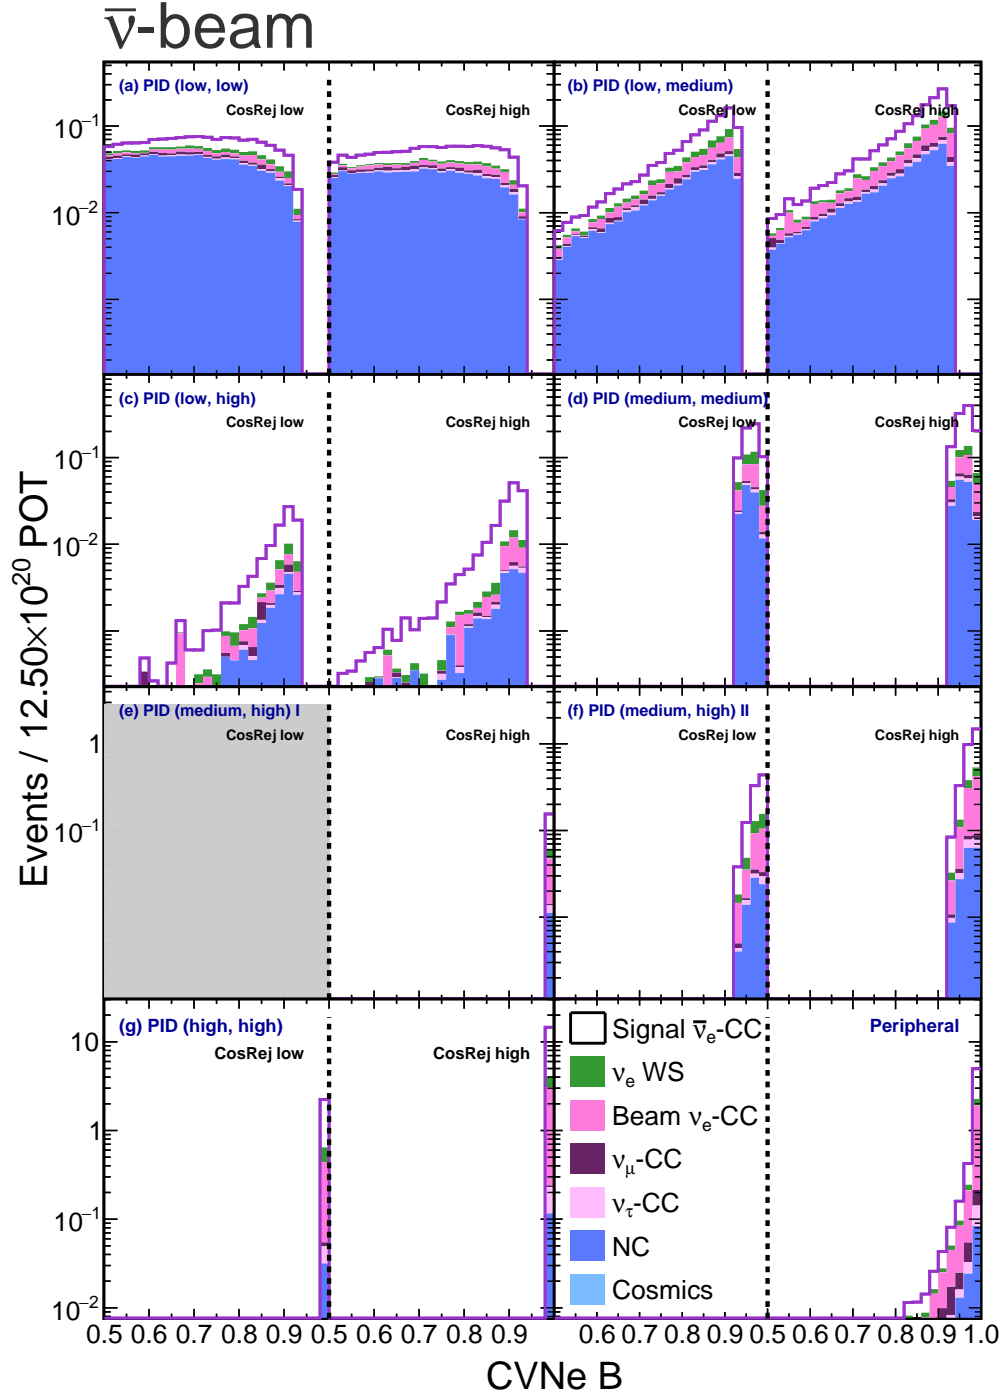 ν̅-beam
(a) PID (low, low)
CosRej low
CosRej high
(b) PID (low, medium)
CosRej low
CosRej high
10⁻¹
10⁻²
(c) PID (low, high)
CosRej low
CosRej high
(d) PID (medium, medium)
CosRej low
CosRej high
10⁻¹
10⁻²
(e) PID (medium, high) I
CosRej low
CosRej high
(f) PID (medium, high) II
CosRej low
CosRej high
1
10⁻¹
(g) PID (high, high)
CosRej low
CosRej high
Peripheral
10
1
10⁻¹
10⁻²
Signal ν̅ₑ-CC
νₑ WS
Beam νₑ-CC
ν_μ-CC
ν_τ-CC
NC
Cosmics
0.5 0.6 0.7 0.8 0.9 0.5 0.6 0.7 0.8 0.9 0.6 0.7 0.8 0.9 0.5 0.6 0.7 0.8 0.9 1.0
CVNe B
Events / 12.50×10²⁰ POT